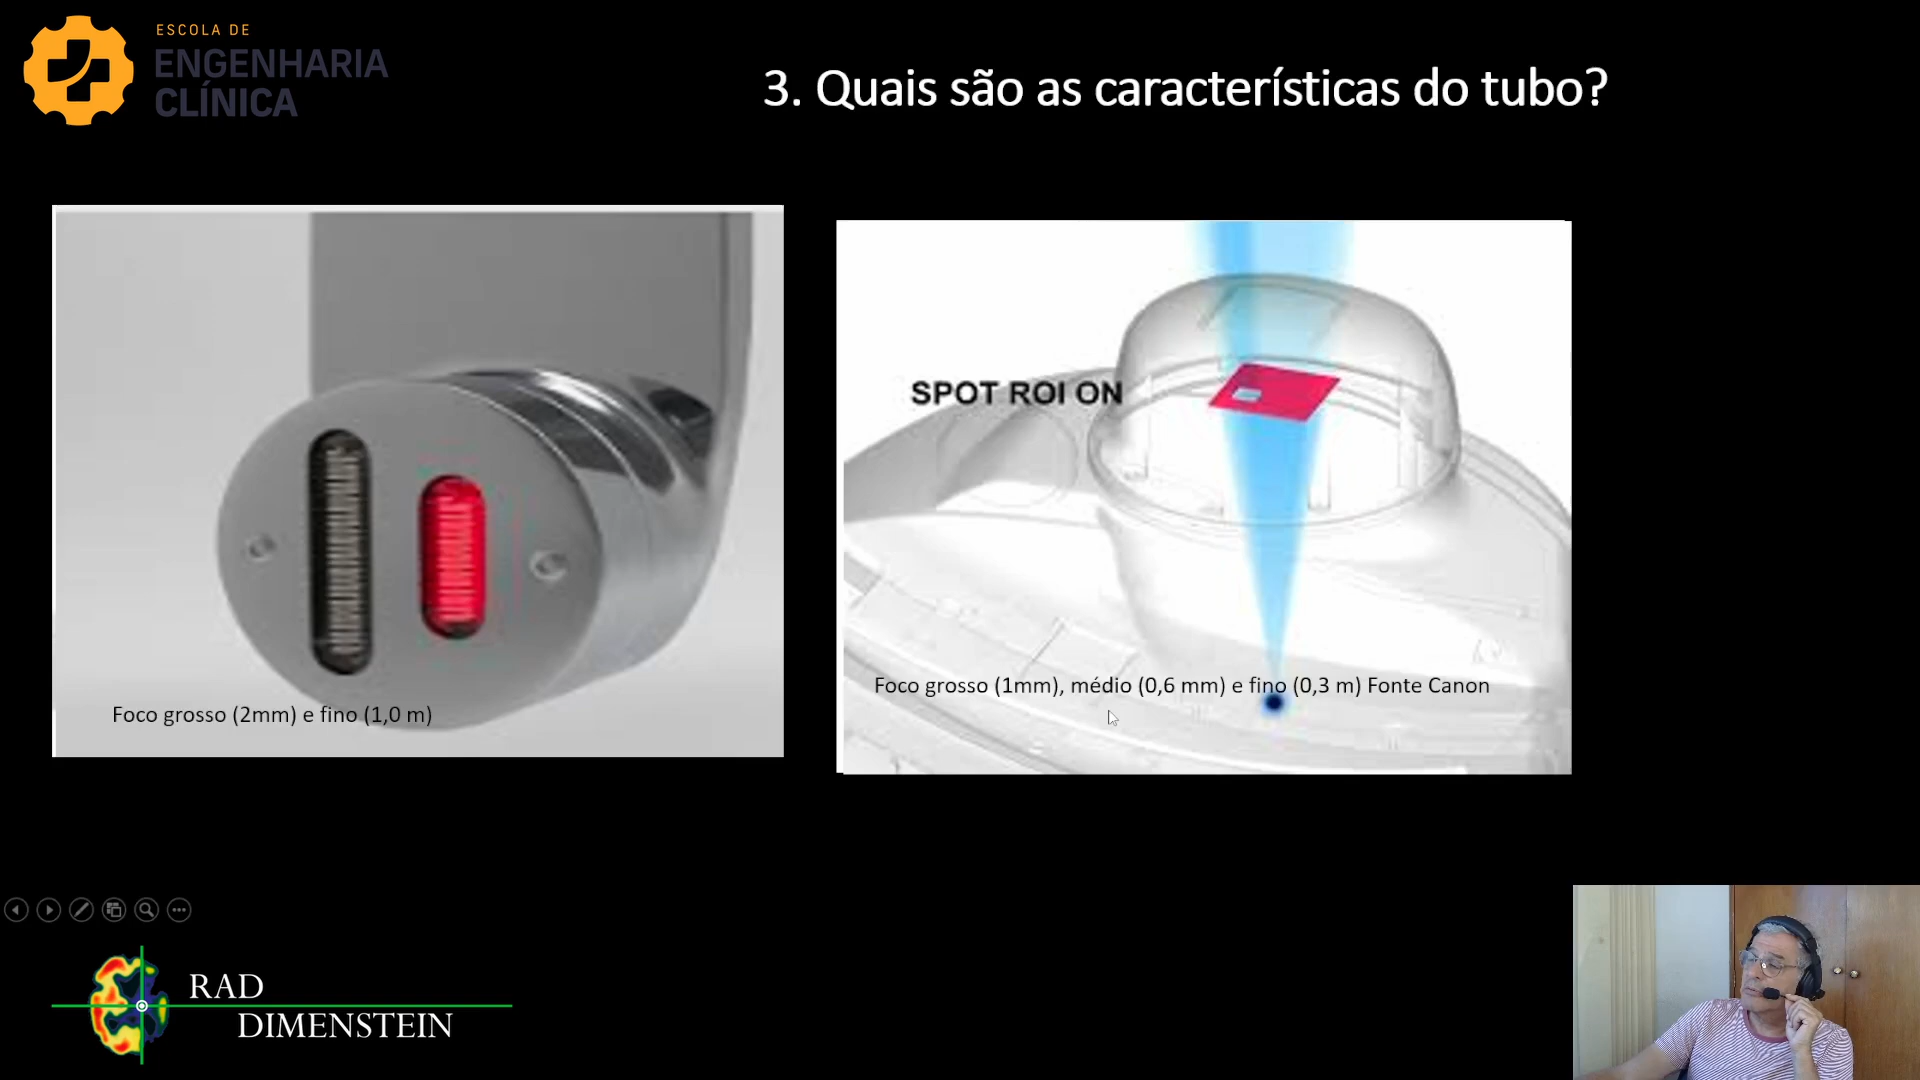 ESCOLA DE
ENGENHARIA
CLÍNICA
3. Quais são as características do tubo?
SPOT ROI ON
Foco grosso (2mm) e fino (1,0 m)
Foco grosso (1mm), médio (0,6 mm) e fino (0,3 m) Fonte Canon
RAD
DIMENSTEIN